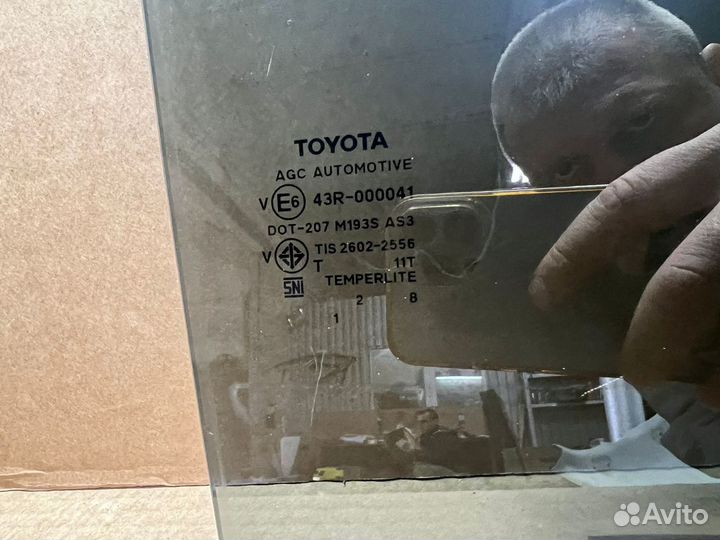 TOYOTA
AGC AUTOMOTIVE
V E6 43R-000041
DOT-207 M193S AS3
V TIS 2602-2556
T 11T
SNI TEMPERLITE
2 8
1
Avito